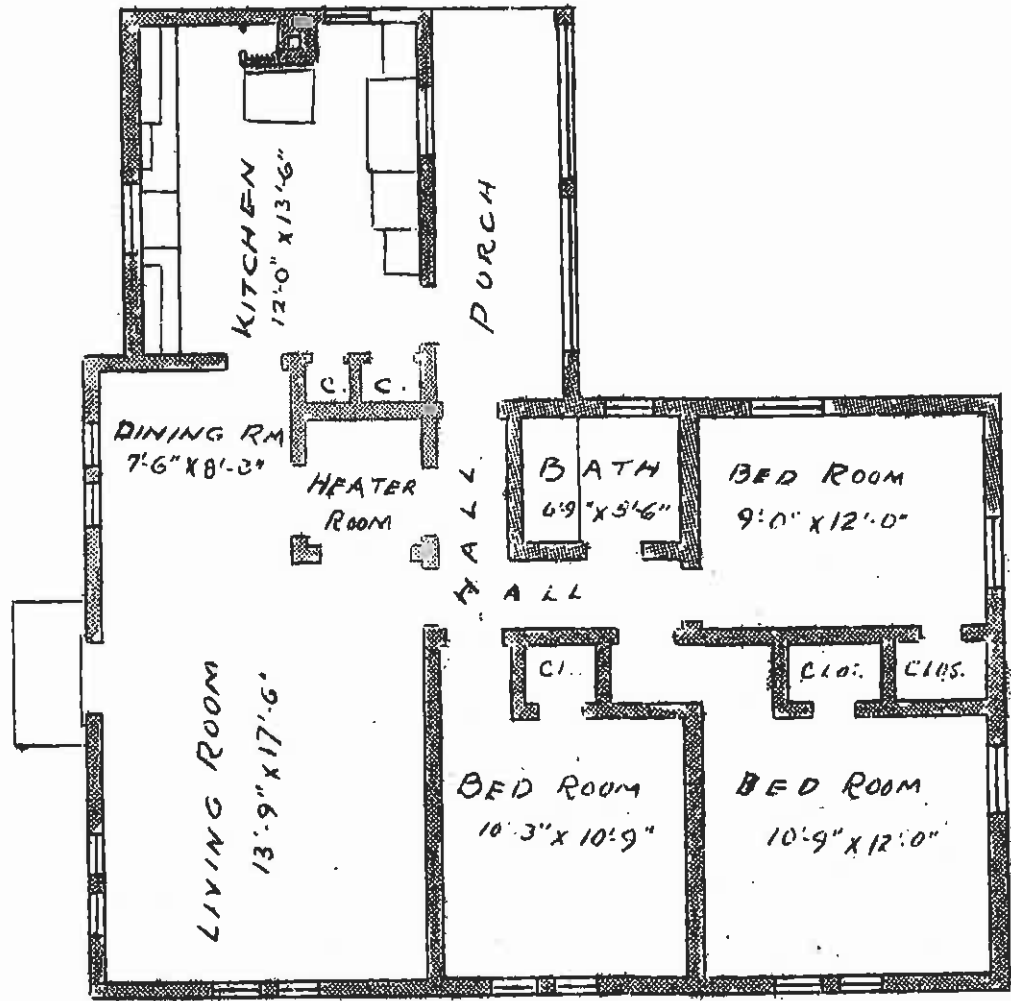 KITCHEN
12'-0" X 13'-6"
PORCH
C.
C.
DINING RM
7'-6" X 8'-3"
HEATER
ROOM
HALL
BATH
6'9" X 5'-6"
BED ROOM
9'-0" X 12'-0"
HALL
CL.
CLOS.
CLOS.
LIVING ROOM
13'-9" X 17'-6"
BED ROOM
10'-3" X 10'-9"
BED ROOM
10'-9" X 12'-0"